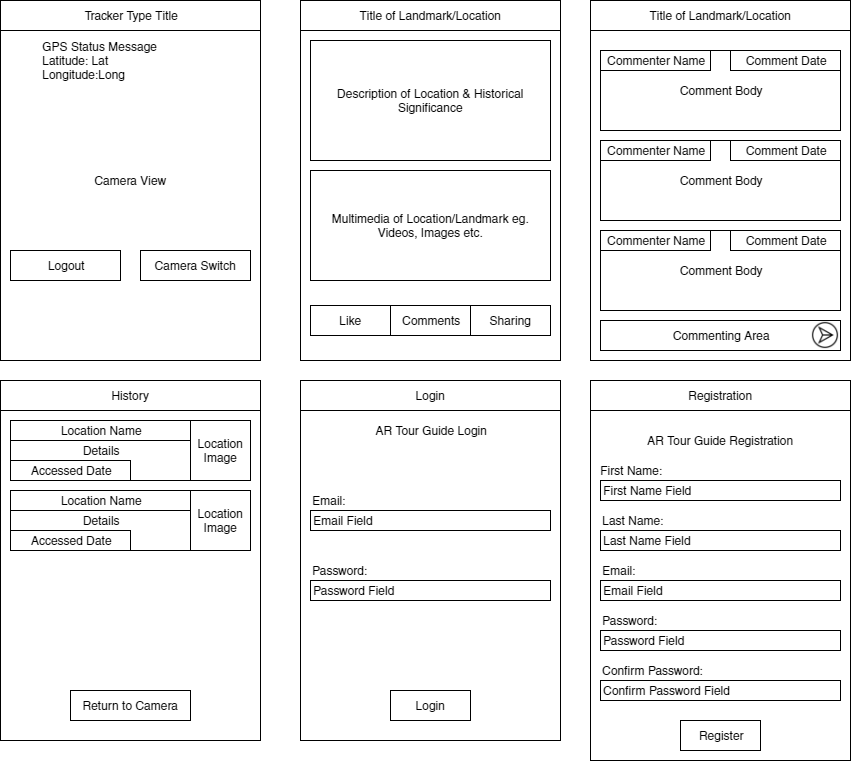 Tracker Type Title
GPS Status Message
Latitude: Lat
Longitude:Long
Camera View
Logout
Camera Switch
Title of Landmark/Location
Description of Location & Historical
Significance
Multimedia of Location/Landmark eg.
Videos, Images etc.
Like
Comments
Sharing
Title of Landmark/Location
Commenter Name
Comment Date
Comment Body
Commenter Name
Comment Date
Comment Body
Commenter Name
Comment Date
Comment Body
Commenting Area
History
Location Name
Details
Accessed Date
Location
Image
Location Name
Details
Accessed Date
Location
Image
Return to Camera
Login
AR Tour Guide Login
Email:
Email Field
Password:
Password Field
Login
Registration
AR Tour Guide Registration
First Name:
First Name Field
Last Name:
Last Name Field
Email:
Email Field
Password:
Password Field
Confirm Password:
Confirm Password Field
Register